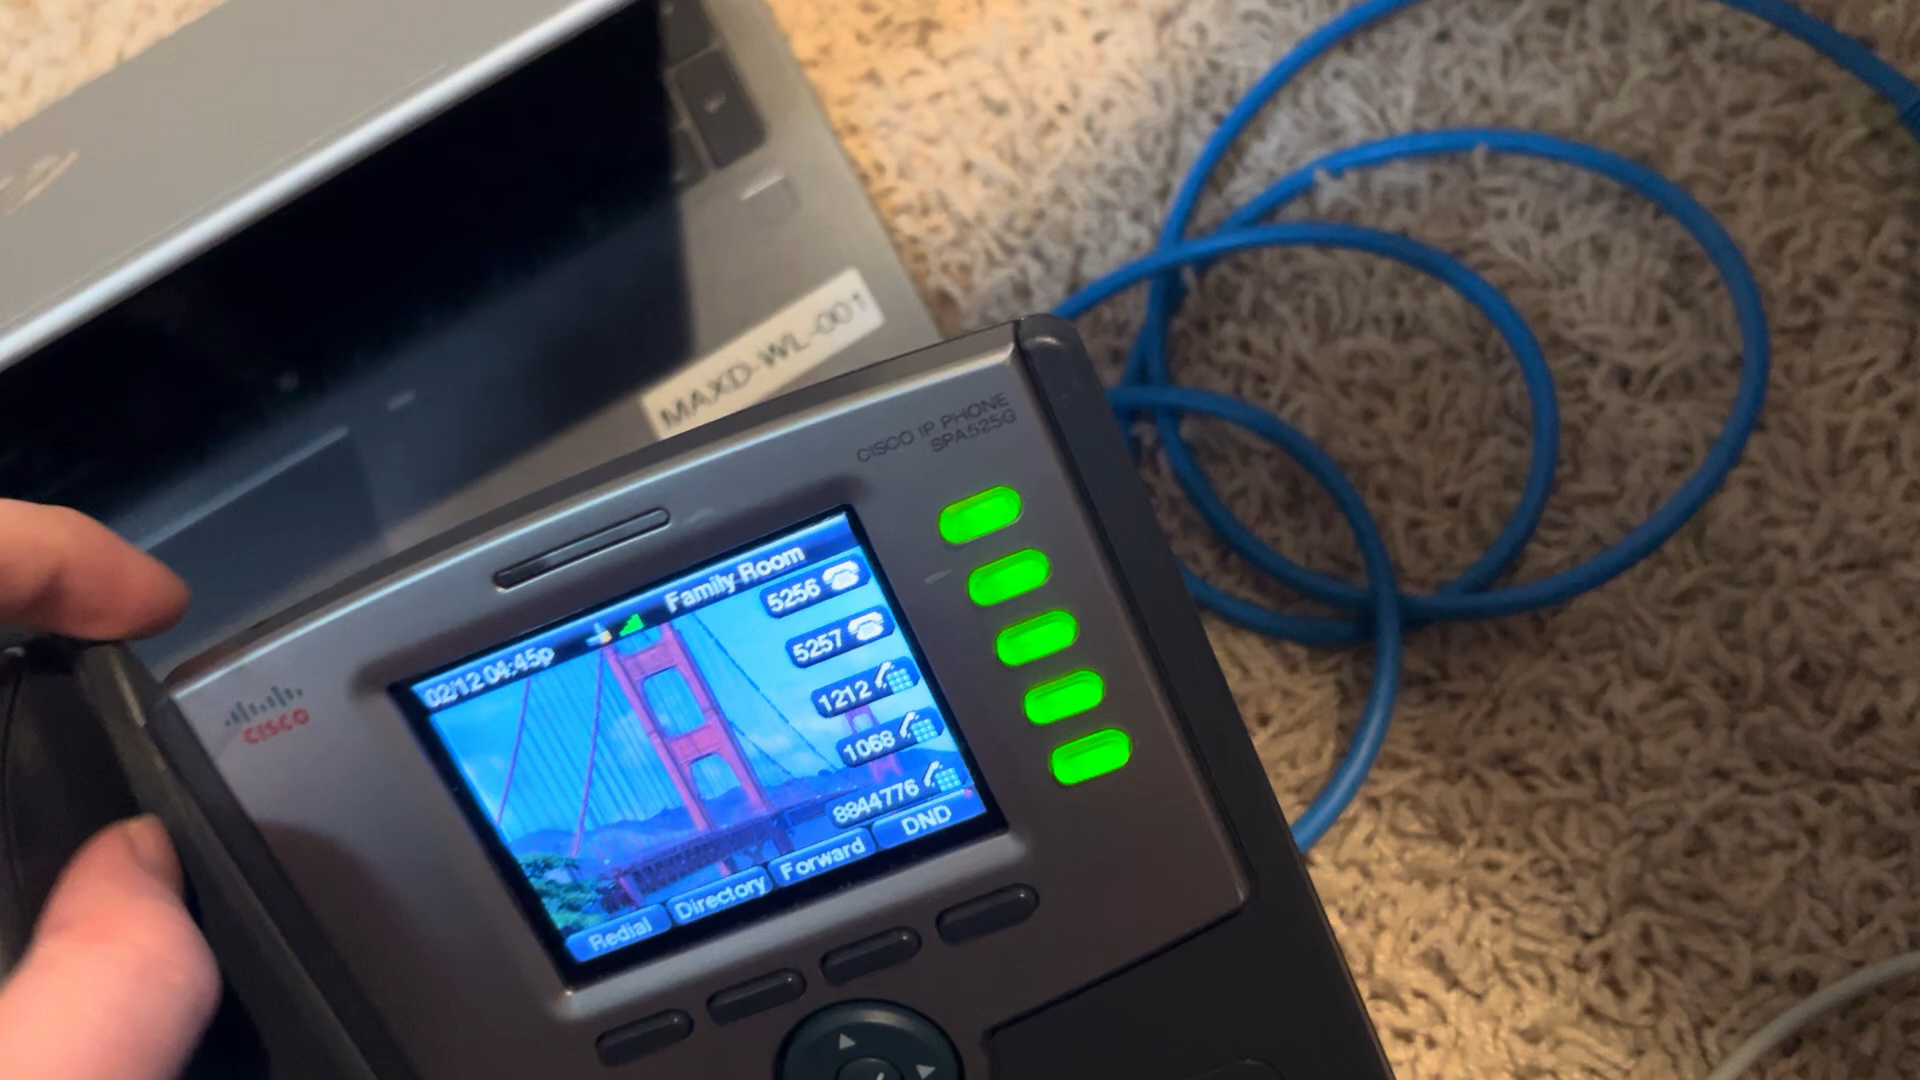 MAXD-WL-001
CISCO IP PHONE
SPA525G
CISCO
02/12 04:45p
Family Room
5256
5257
1212
1068
8844776
Redial
Directory
Forward
DND